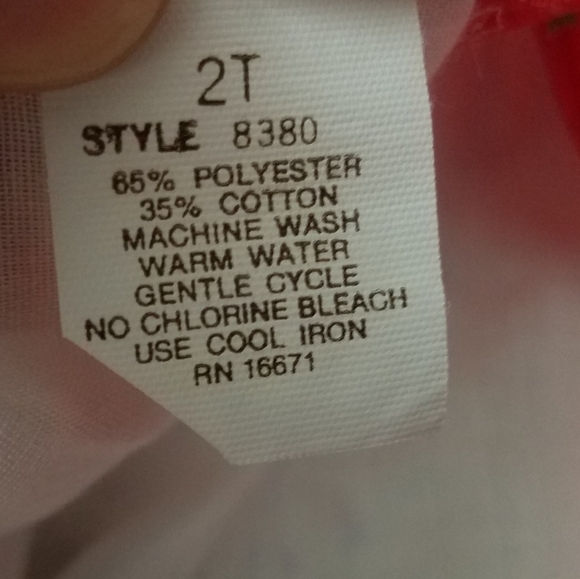 2T
STYLE 8380
65% POLYESTER
35% COTTON
MACHINE WASH
WARM WATER
GENTLE CYCLE
NO CHLORINE BLEACH
USE COOL IRON
RN 16671